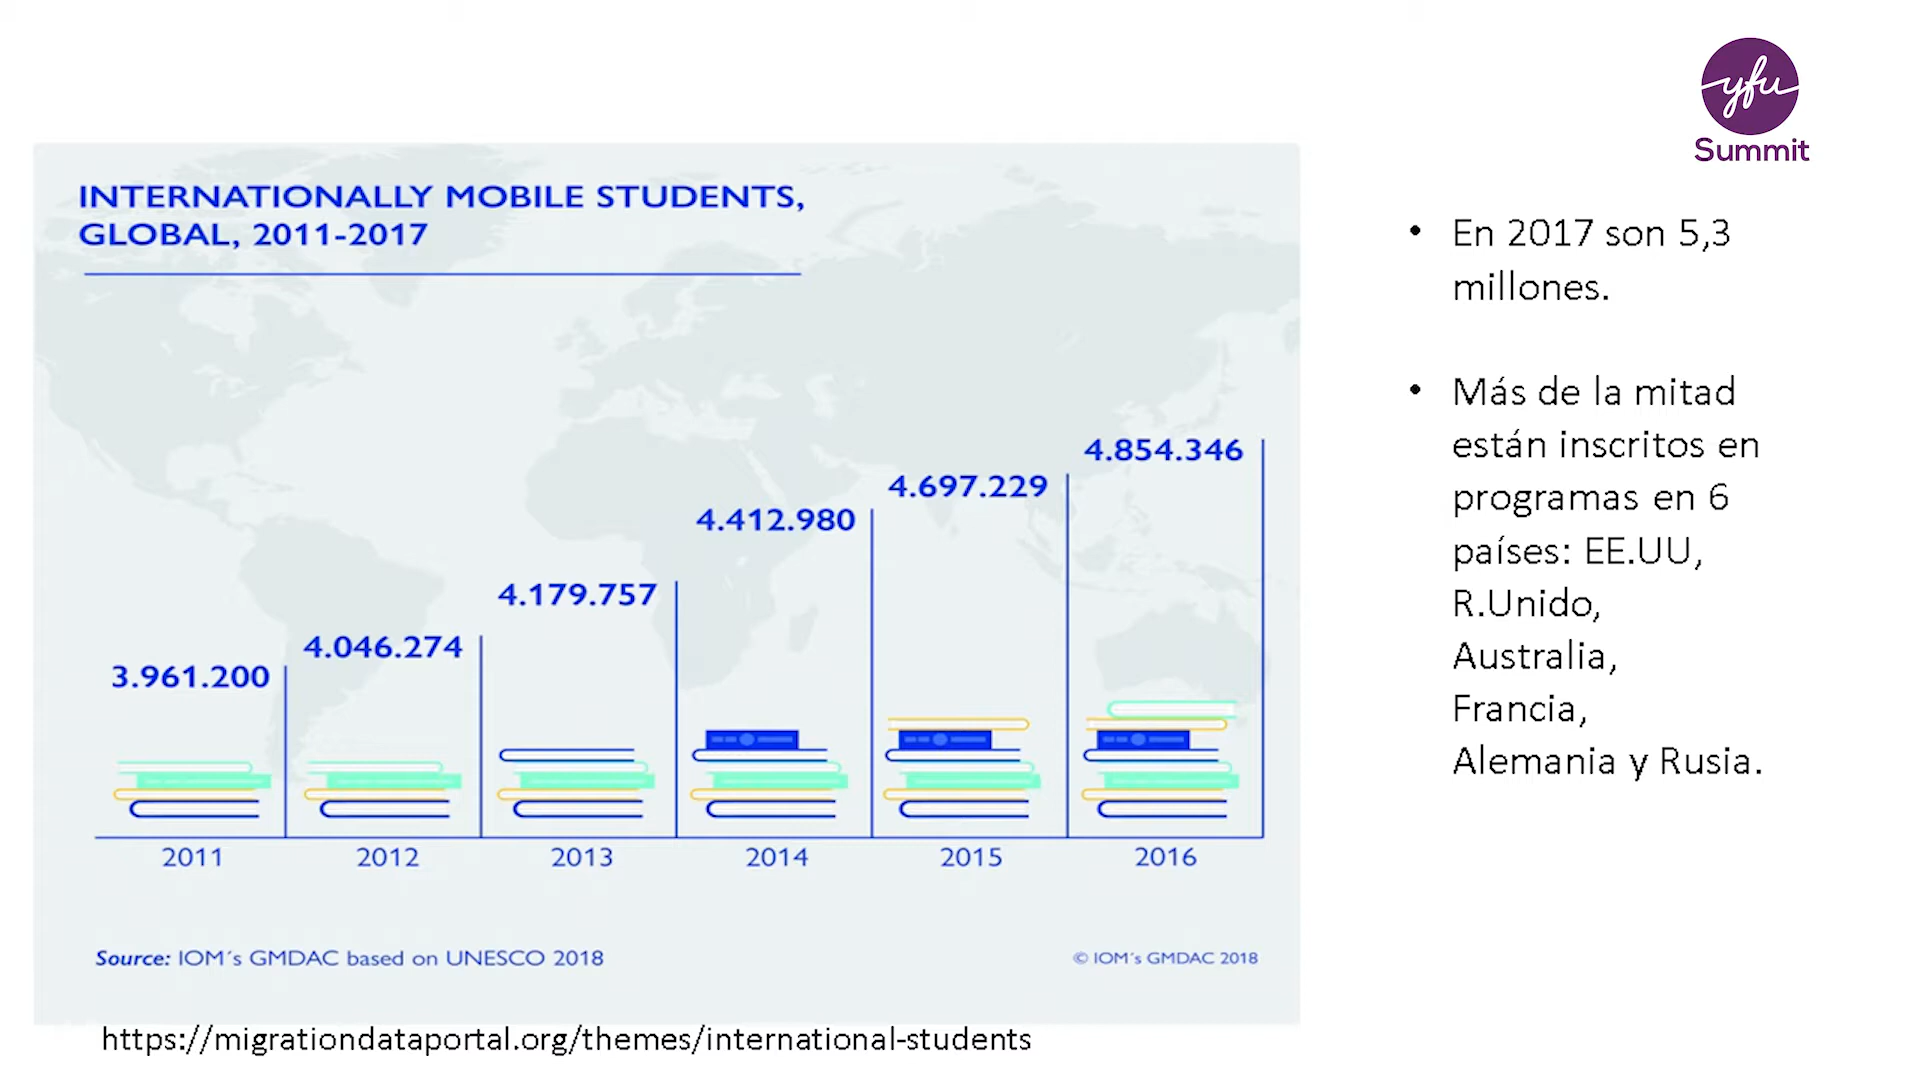 yfu
Summit
INTERNATIONALLY MOBILE STUDENTS,
GLOBAL, 2011-2017
3.961.200
4.046.274
4.179.757
4.412.980
4.697.229
4.854.346
2011
2012
2013
2014
2015
2016
Source: IOM´s GMDAC based on UNESCO 2018
© IOM´s GMDAC 2018
https://migrationdataportal.org/themes/international-students
• En 2017 son 5,3
millones.
• Más de la mitad
están inscritos en
programas en 6
países: EE.UU,
R.Unido,
Australia,
Francia,
Alemania y Rusia.